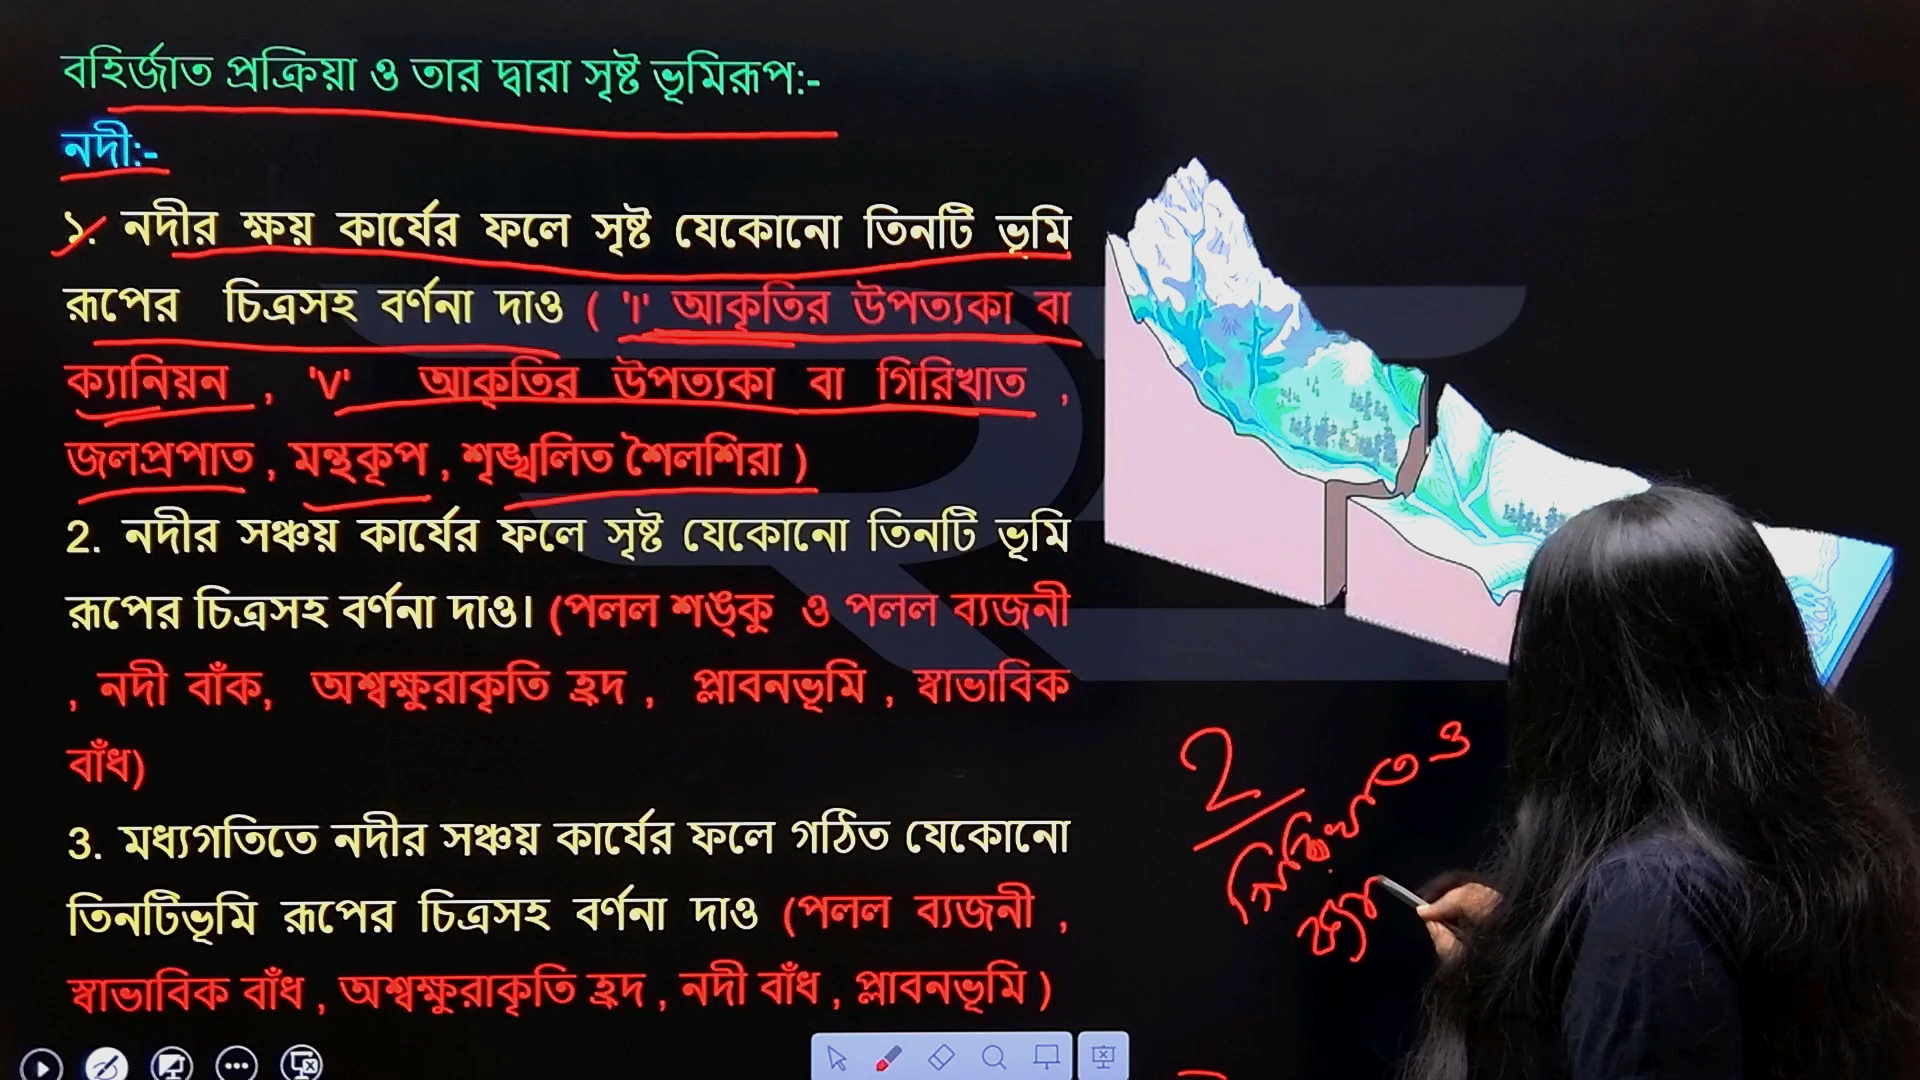 বহির্জাত প্রক্রিয়া ও তার দ্বারা সৃষ্ট ভূমিরূপ:-
নদী:-
১. নদীর ক্ষয় কার্যের ফলে সৃষ্ট যেকোনো তিনটি ভূমি
রূপের চিত্রসহ বর্ণনা দাও ( 'I' আকৃতির উপত্যকা বা
ক্যানিয়ন , 'V' আকৃতির উপত্যকা বা গিরিখাত ,
জলপ্রপাত , মন্থকূপ , শৃঙ্খলিত শৈলশিরা )
2. নদীর সঞ্চয় কার্যের ফলে সৃষ্ট যেকোনো তিনটি ভূমি
রূপের চিত্রসহ বর্ণনা দাও। (পলল শঙ্কু ও পলল ব্যজনী
, নদী বাঁক, অশ্বক্ষুরাকৃতি হ্রদ , প্লাবনভূমি , স্বাভাবিক
বাঁধ)
3. মধ্যগতিতে নদীর সঞ্চয় কার্যের ফলে গঠিত যেকোনো
তিনটিভূমি রূপের চিত্রসহ বর্ণনা দাও (পলল ব্যজনী ,
স্বাভাবিক বাঁধ , অশ্বক্ষুরাকৃতি হ্রদ , নদী বাঁধ , প্লাবনভূমি )
2
গিরিখাত ও